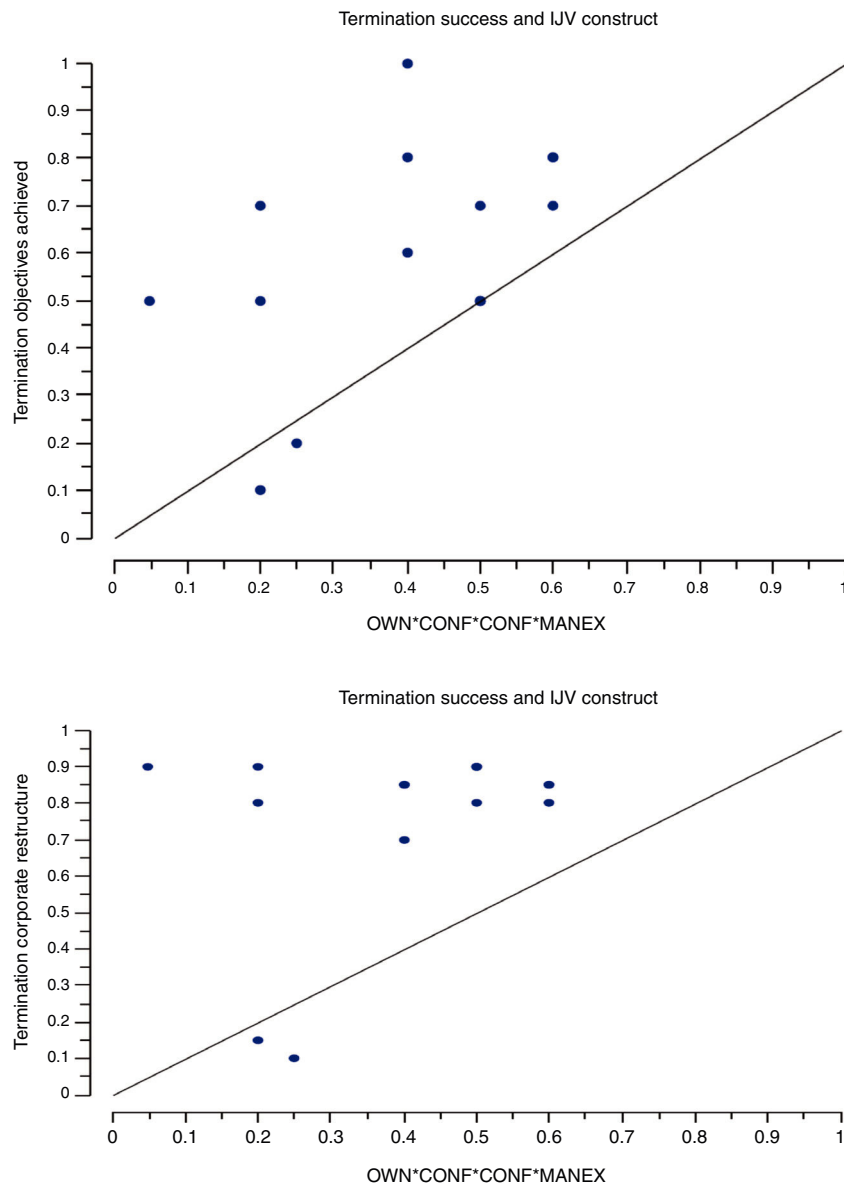 Termination success and IJV construct
Termination objectives achieved
1
0.9
0.8
0.7
0.6
0.5
0.4
0.3
0.2
0.1
0
0 0.1 0.2 0.3 0.4 0.5 0.6 0.7 0.8 0.9 1
OWN*CONF*CONF*MANEX
Termination success and IJV construct
Termination corporate restructure
1
0.9
0.8
0.7
0.6
0.5
0.4
0.3
0.2
0.1
0
0 0.1 0.2 0.3 0.4 0.5 0.6 0.7 0.8 0.9 1
OWN*CONF*CONF*MANEX